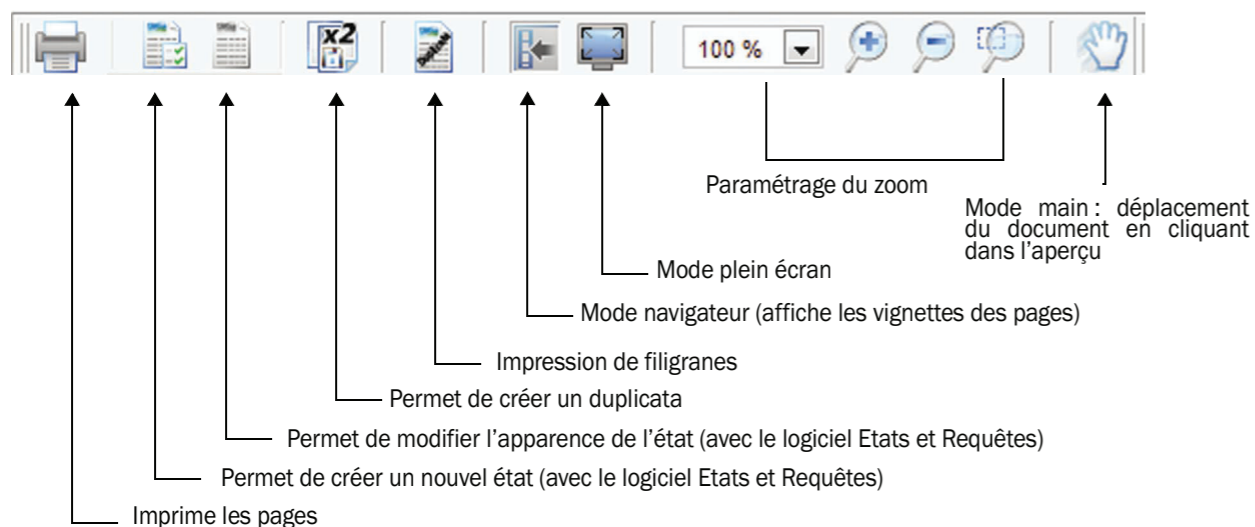 x2
100 %
Paramétrage du zoom
Mode main : déplacement
du document en cliquant
dans l'aperçu
Mode plein écran
Mode navigateur (affiche les vignettes des pages)
Impression de filigranes
Permet de créer un duplicata
Permet de modifier l'apparence de l'état (avec le logiciel Etats et Requêtes)
Permet de créer un nouvel état (avec le logiciel Etats et Requêtes)
Imprime les pages